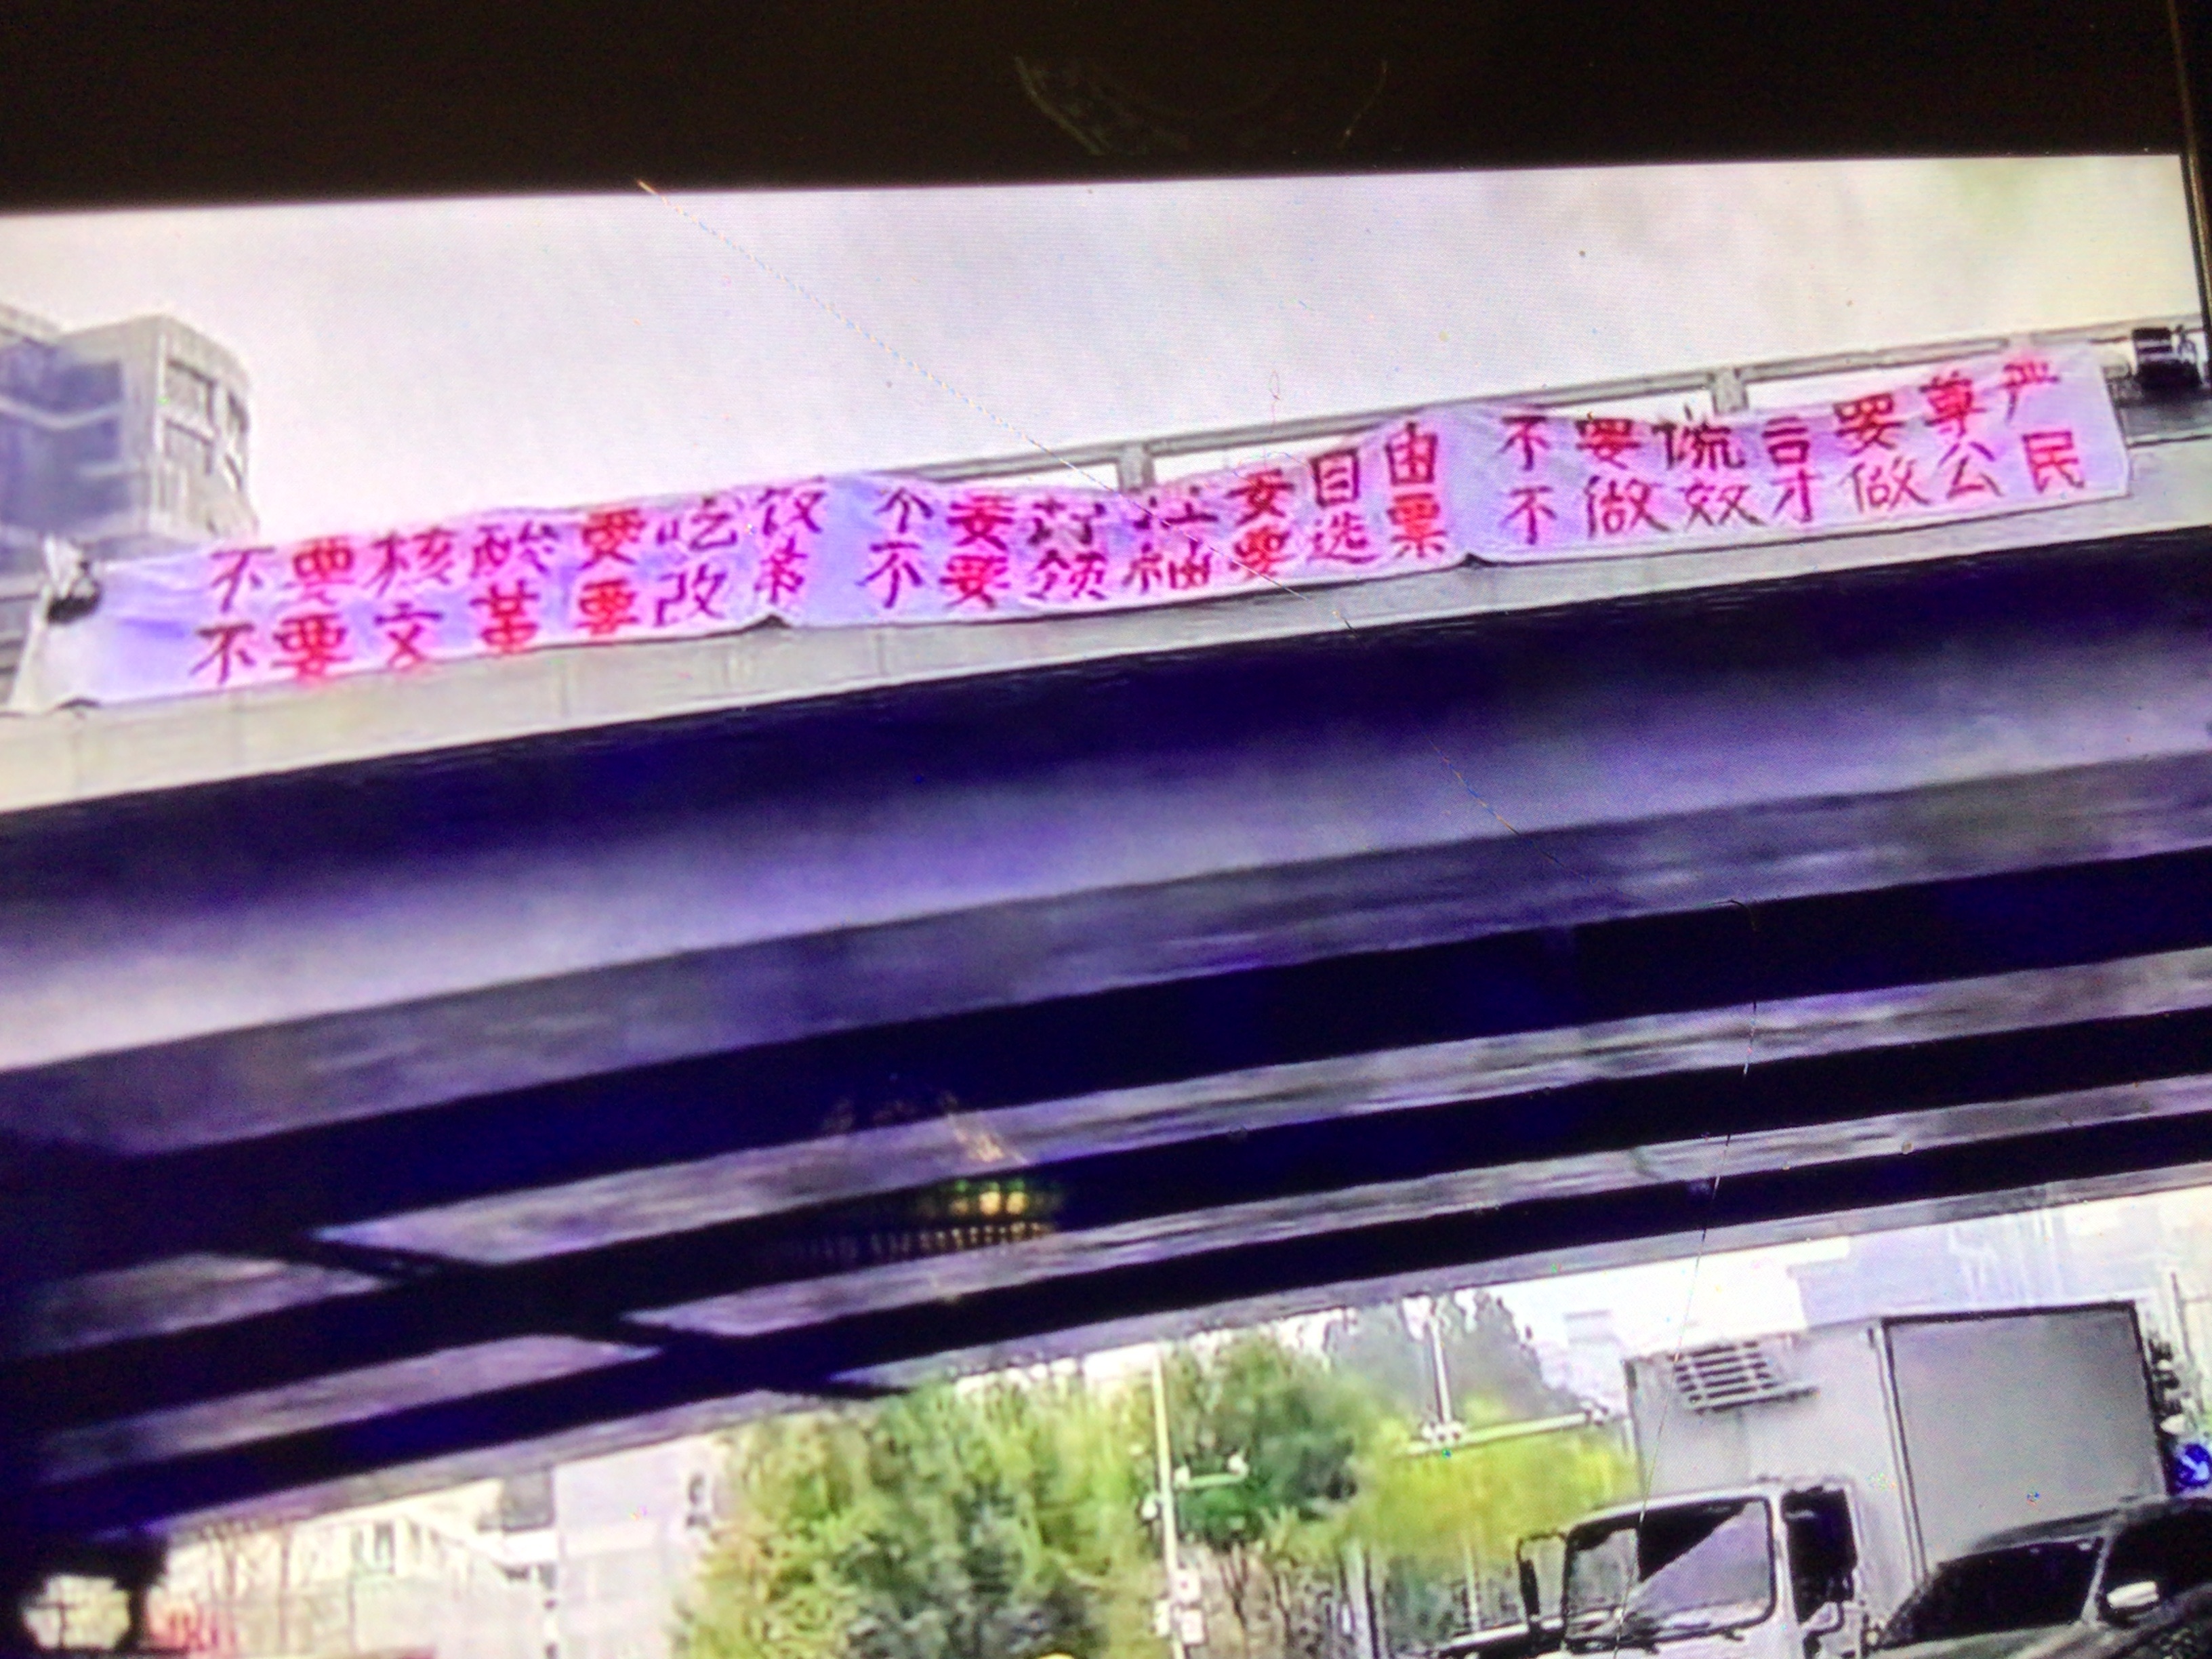 不要核酸要吃饭 不要封控要自由 不要谎言要尊严
不要文革要改革 不要领袖要选票 不做奴才做公民